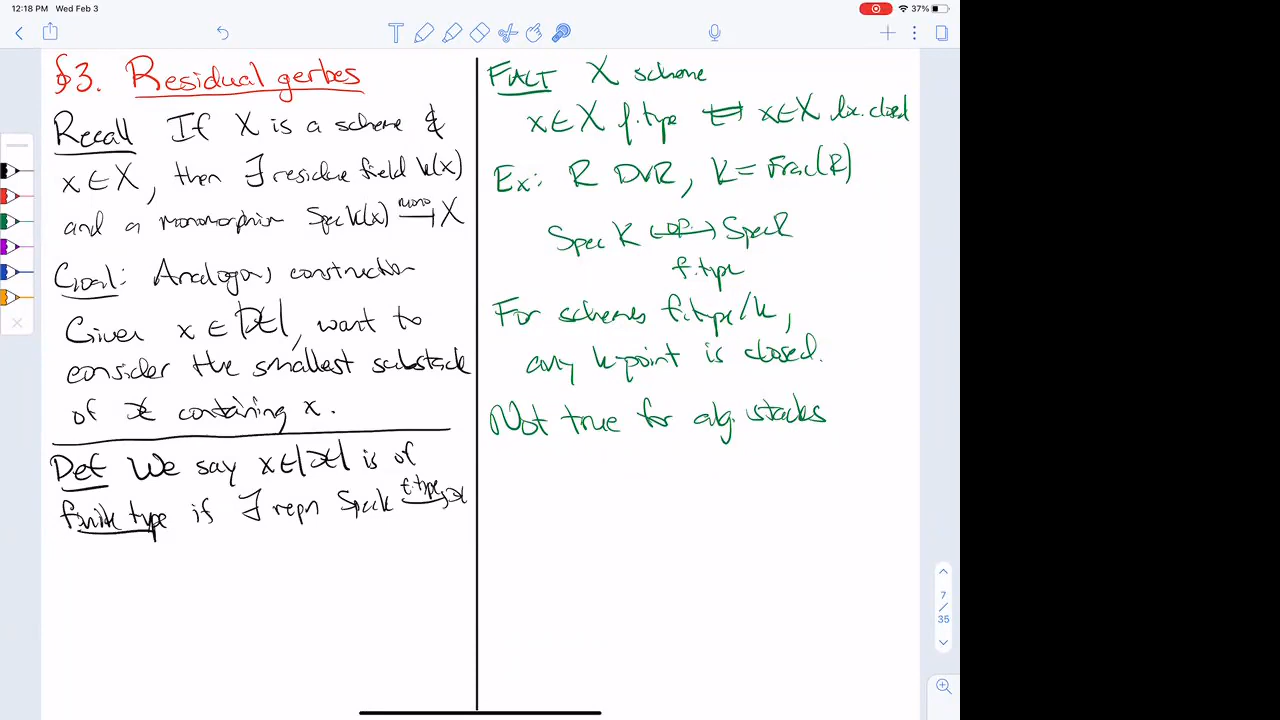 12:18 PM Wed Feb 3
37%
§3. Residual gerbes
Recall If X is a scheme &
x ∈ X, then ∃ residue field k(x)
and a monomorphism Spec k(x) mono → X
Goal: Analogous construction
Given x ∈ |𝒳|, want to
consider the smallest substack
of 𝒳 containing x.
Def We say x ∈ |𝒳| is of
finite type if ∃ repn Spec k f.type → 𝒳
FACT X scheme
x ∈ X f.type ⟺ x ∈ X loc. closed
Ex: R DVR, K = Frac(R)
Spec K ↪ op. → Spec R
f.type
For schemes f.type/k,
any k-point is closed.
Not true for alg. stacks
7
/
35